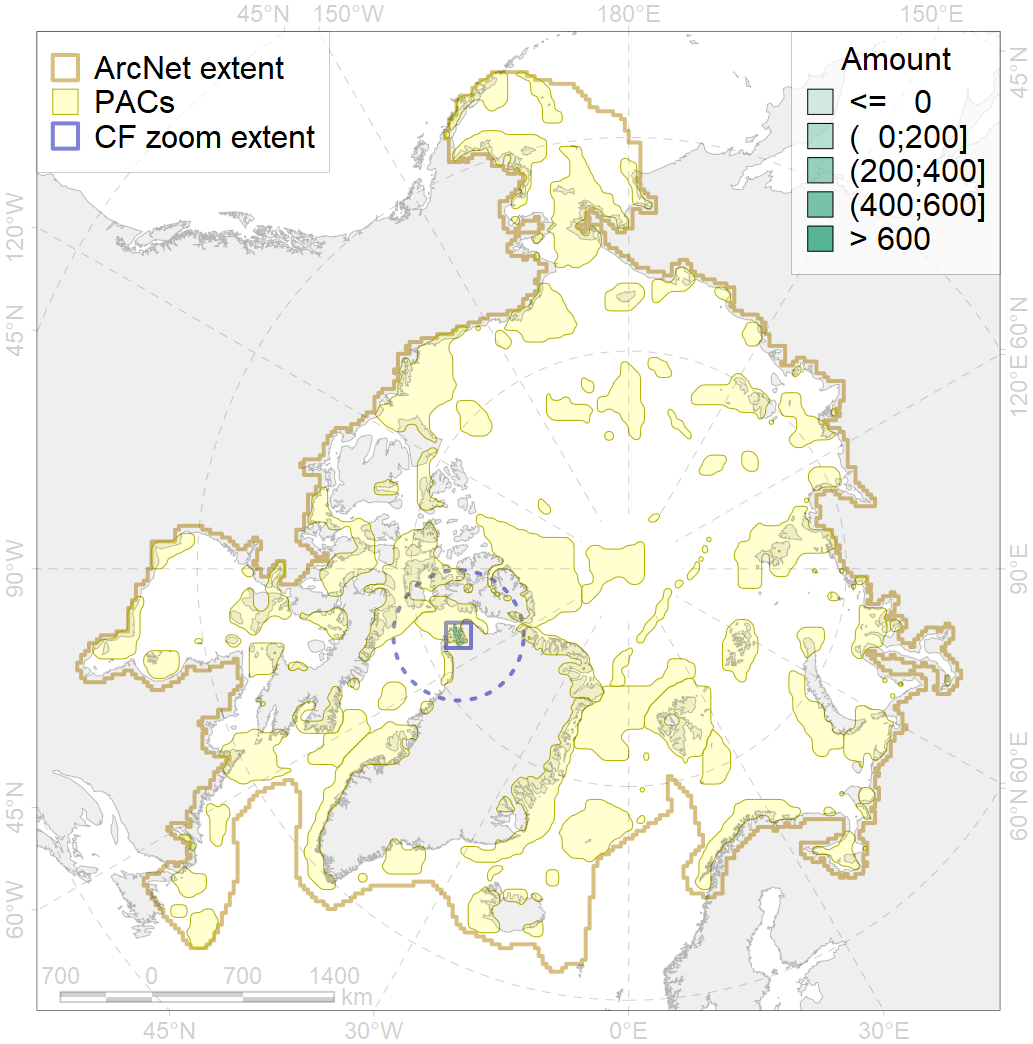 45°N 150°W 180°E 150°E
ArcNet extent
PACs
CF zoom extent
Amount
<= 0
( 0;200]
(200;400]
(400;600]
> 600
45°N
120°W
45°N
90°W
45°N
60°W
60°N
120°E
90°E
60°E
60°N
700 0 700 1400
km
45°W 30°W 0°E 30°E